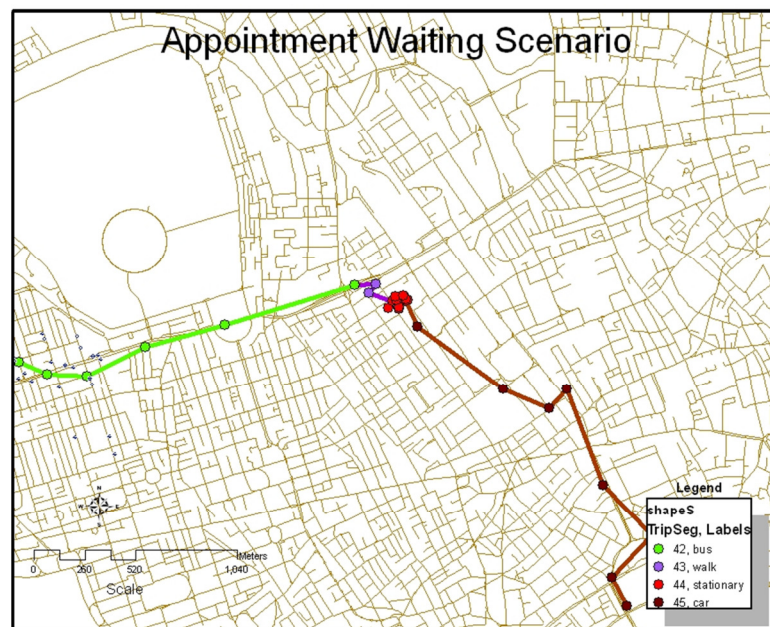 Appointment Waiting Scenario
N
W E
S
Meters
0 260 520 1,040
Scale
Legend
shapeS
TripSeg, Labels
42, bus
43, walk
44, stationary
45, car